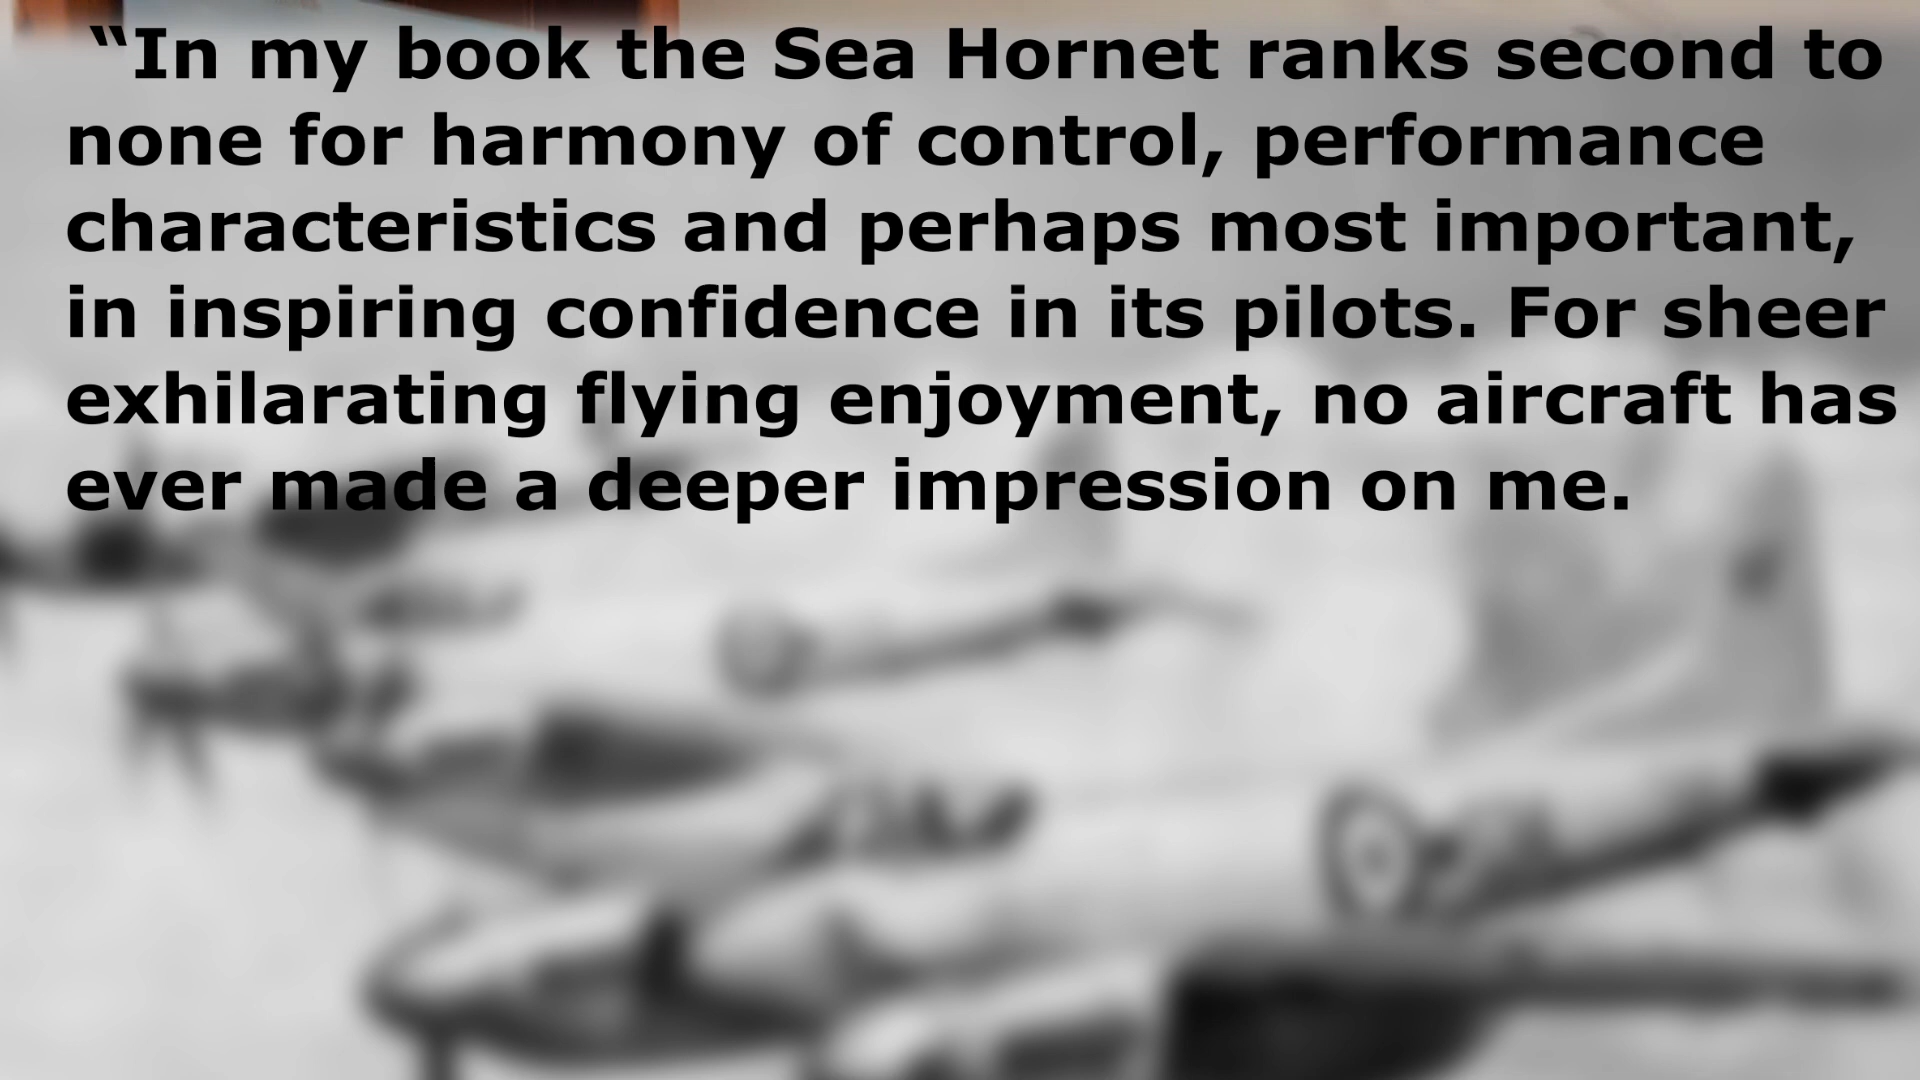 “In my book the Sea Hornet ranks second to
none for harmony of control, performance
characteristics and perhaps most important,
in inspiring confidence in its pilots. For sheer
exhilarating flying enjoyment, no aircraft has
ever made a deeper impression on me.